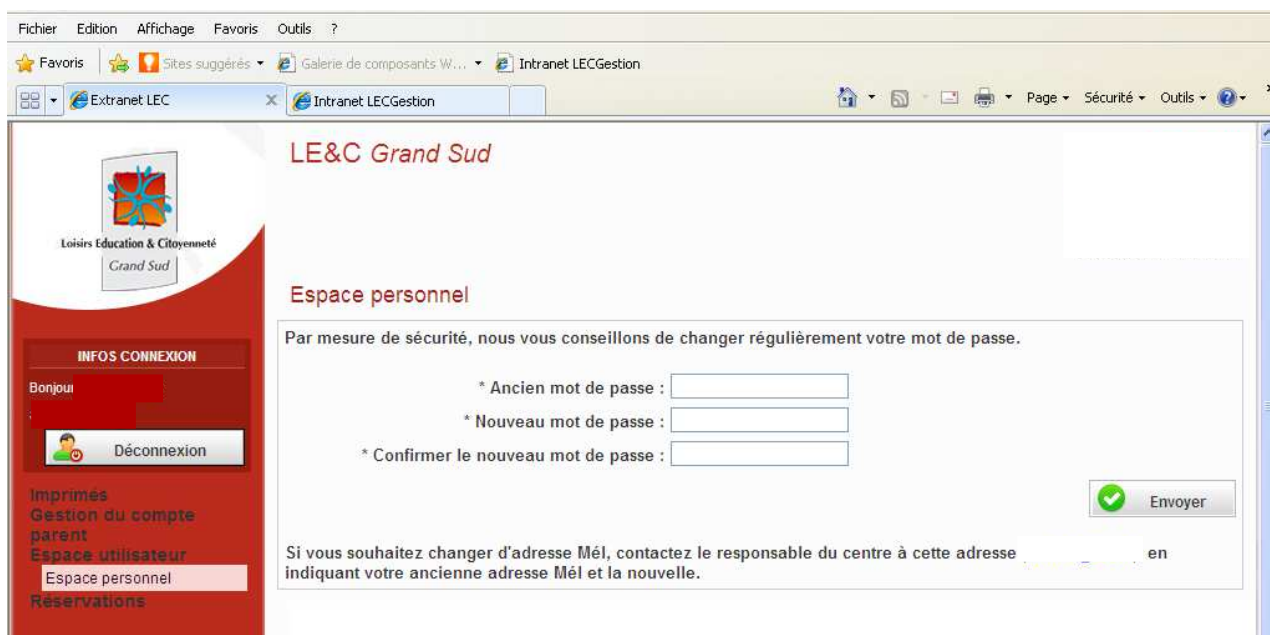 Fichier Edition Affichage Favoris Outils ?
Favoris Sites suggérés Galerie de composants W... Intranet LECGestion
Extranet LEC Intranet LECGestion Page Sécurité Outils
LE&C Grand Sud
Loisirs Education & Citoyenneté
Grand Sud
Espace personnel
Par mesure de sécurité, nous vous conseillons de changer régulièrement votre mot de passe.
INFOS CONNEXION
Bonjour
* Ancien mot de passe :
* Nouveau mot de passe :
Déconnexion
* Confirmer le nouveau mot de passe :
Envoyer
Imprimés
Gestion du compte
parent
Espace utilisateur
Espace personnel
Réservations
Si vous souhaitez changer d'adresse Mél, contactez le responsable du centre à cette adresse en
indiquant votre ancienne adresse Mél et la nouvelle.